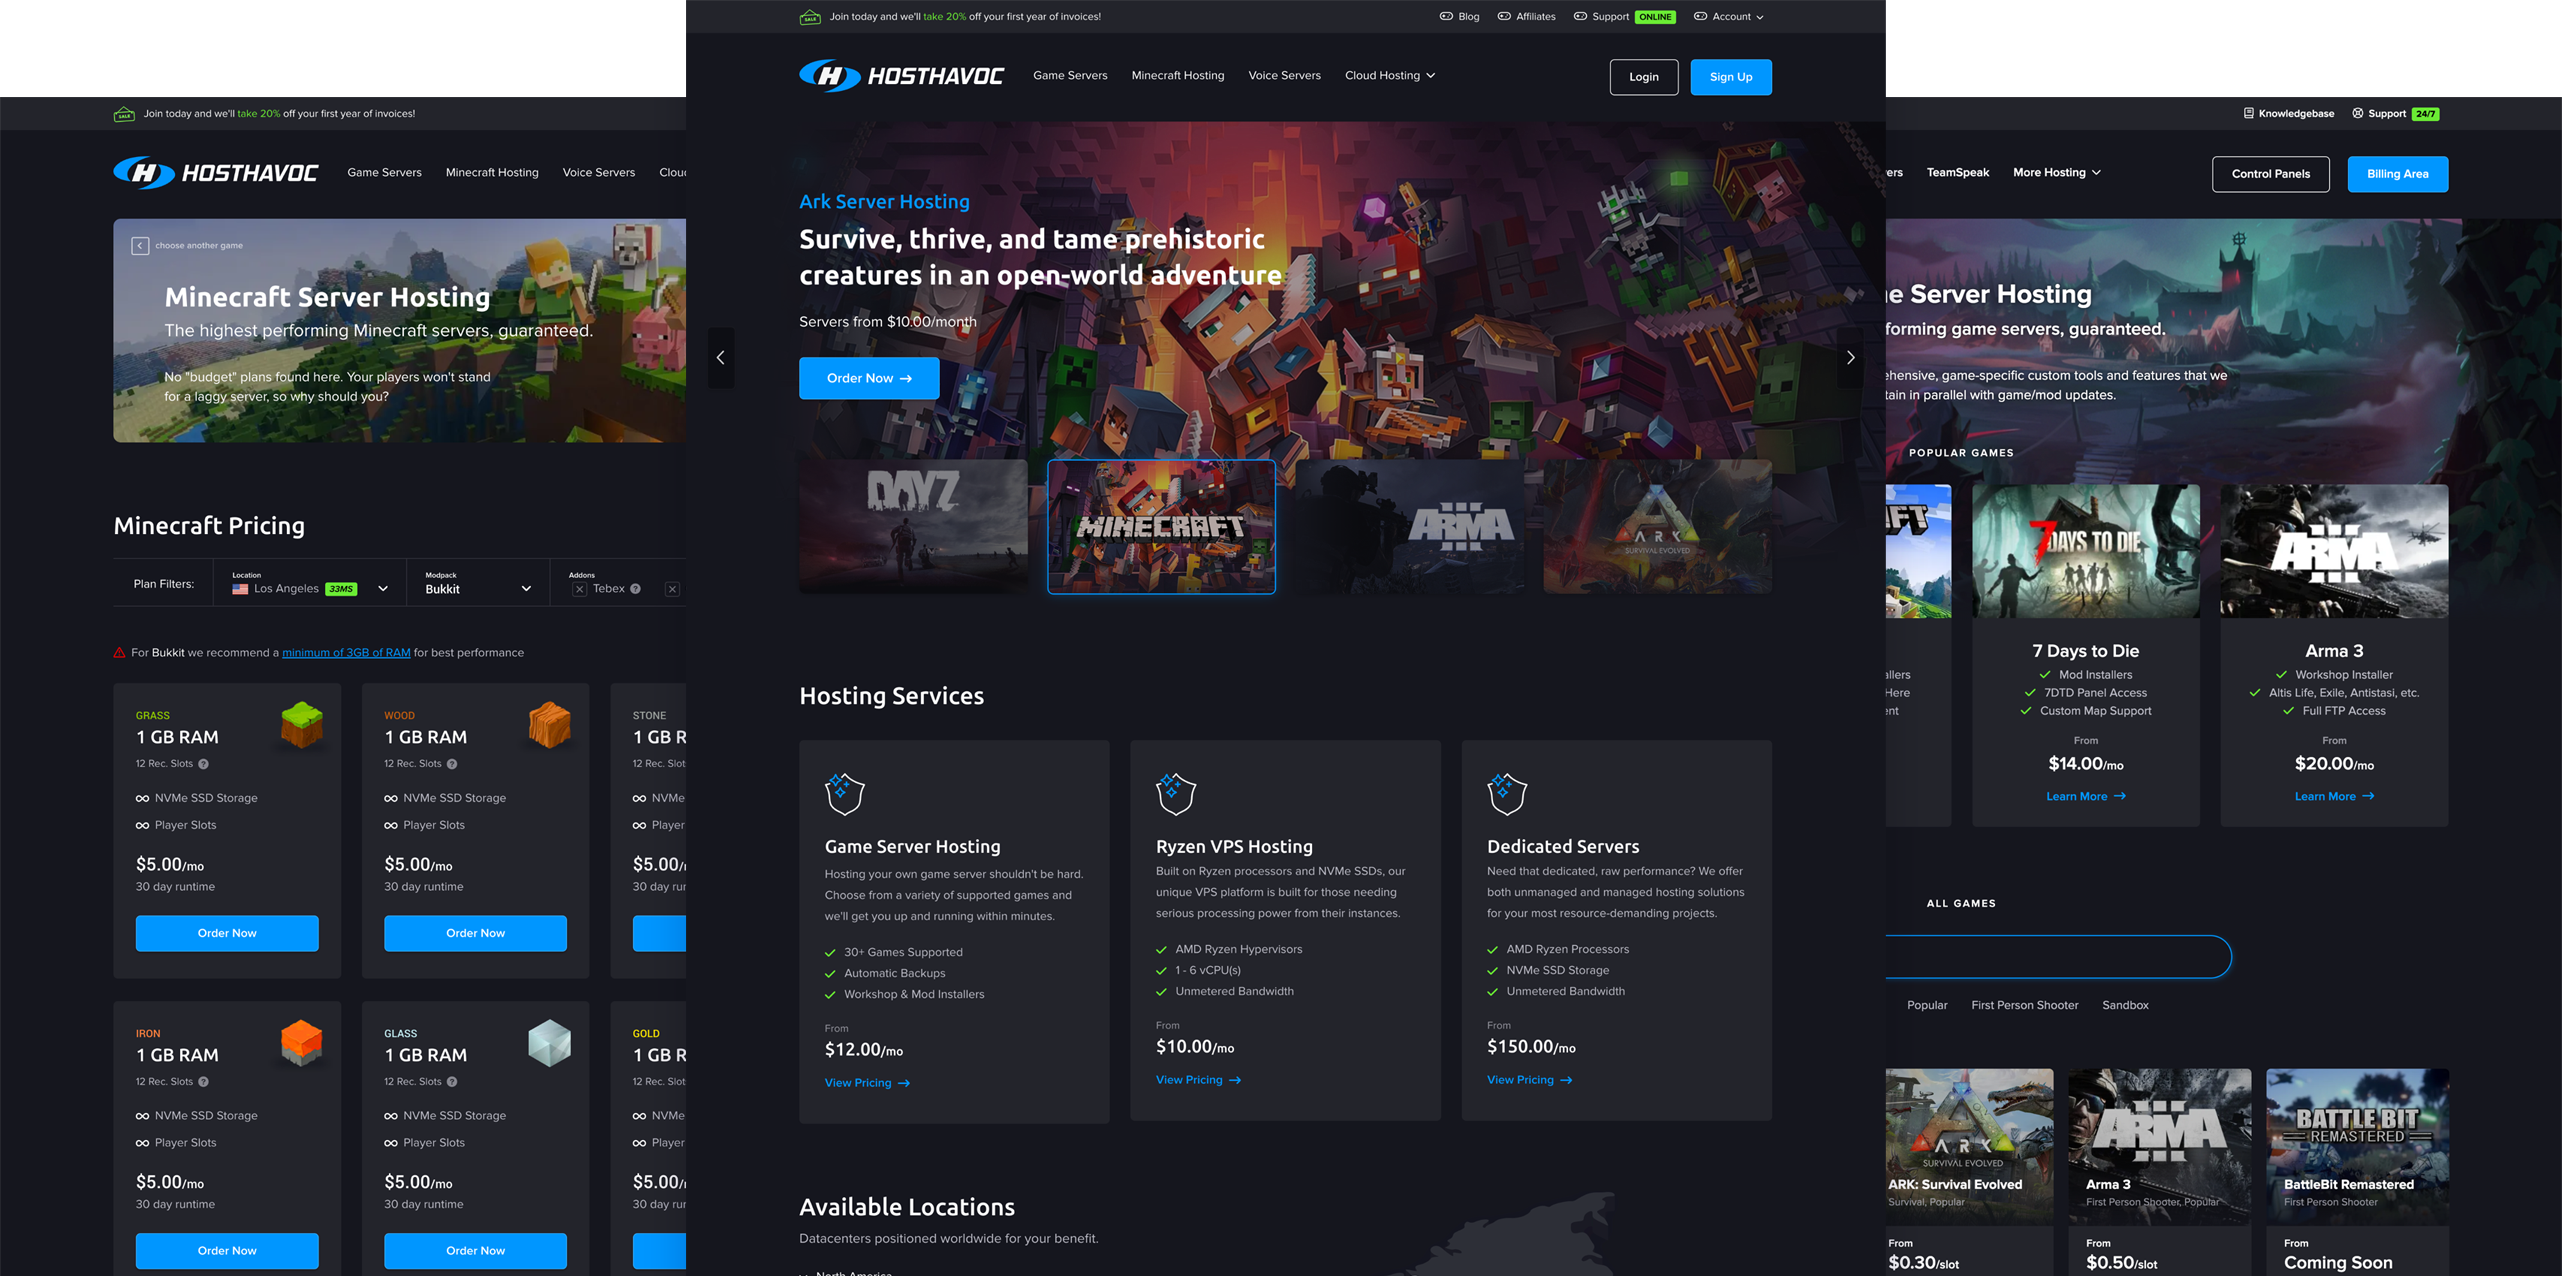 Join today and we'll take 20% off your first year of invoices!
HOSTHAVOC
Game Servers
Minecraft Hosting
Voice Servers
choose another game
Minecraft Server Hosting
The highest performing Minecraft servers, guaranteed.
No "budget" plans found here. Your players won't stand
for a laggy server, so why should you?
Minecraft Pricing
Plan Filters:
Location
Los Angeles 33MS
Modpack
Bukkit
Addons
Tebex
For Bukkit we recommend a minimum of 3GB of RAM for best performance
GRASS
1 GB RAM
12 Rec. Slots
NVMe SSD Storage
Player Slots
$5.00/mo
30 day runtime
Order Now
WOOD
1 GB RAM
12 Rec. Slots
NVMe SSD Storage
Player Slots
$5.00/mo
30 day runtime
Order Now
STONE
1 GB R
12 Rec. Slot
NVMe
Player
$5.00/
30 day rur
IRON
1 GB RAM
12 Rec. Slots
NVMe SSD Storage
Player Slots
$5.00/mo
30 day runtime
Order Now
GLASS
1 GB RAM
12 Rec. Slots
NVMe SSD Storage
Player Slots
$5.00/mo
30 day runtime
Order Now
GOLD
1 GB R
12 Rec. Slot
NVMe
Player
$5.00/
30 day rur
Join today and we'll take 20% off your first year of invoices!
Blog
Affiliates
Support ONLINE
Account
HOSTHAVOC
Game Servers
Minecraft Hosting
Voice Servers
Cloud Hosting
Login
Sign Up
Ark Server Hosting
Survive, thrive, and tame prehistoric
creatures in an open-world adventure
Servers from $10.00/month
Order Now
DAYZ
MINECRAFT
ARMA III
ARK
SURVIVAL EVOLVED
Hosting Services
Game Server Hosting
Hosting your own game server shouldn't be hard.
Choose from a variety of supported games and
we'll get you up and running within minutes.
30+ Games Supported
Automatic Backups
Workshop & Mod Installers
From
$12.00/mo
View Pricing
Ryzen VPS Hosting
Built on Ryzen processors and NVMe SSDs, our
unique VPS platform is built for those needing
serious processing power from their instances.
AMD Ryzen Hypervisors
1 - 6 vCPU(s)
Unmetered Bandwidth
From
$10.00/mo
View Pricing
Dedicated Servers
Need that dedicated, raw performance? We offer
both unmanaged and managed hosting solutions
for your most resource-demanding projects.
AMD Ryzen Processors
NVMe SSD Storage
Unmetered Bandwidth
From
$150.00/mo
View Pricing
Available Locations
Datacenters positioned worldwide for your benefit.
North America
Knowledgebase
Support 24/7
ers
TeamSpeak
More Hosting
Control Panels
Billing Area
e Server Hosting
forming game servers, guaranteed.
ehensive, game-specific custom tools and features that we
tain in parallel with game/mod updates.
POPULAR GAMES
allers
Here
ent
7 DAYS TO DIE
7 Days to Die
Mod Installers
7DTD Panel Access
Custom Map Support
From
$14.00/mo
Learn More
ARMA III
Arma 3
Workshop Installer
Altis Life, Exile, Antistasi, etc.
Full FTP Access
From
$20.00/mo
Learn More
ALL GAMES
Popular
First Person Shooter
Sandbox
ARK
SURVIVAL EVOLVED
ARK: Survival Evolved
Survival, Popular
From
$0.30/slot
ARMA III
Arma 3
First Person Shooter, Popular
From
$0.50/slot
BATTLE BIT
REMASTERED
BattleBit Remastered
First Person Shooter
From
Coming Soon